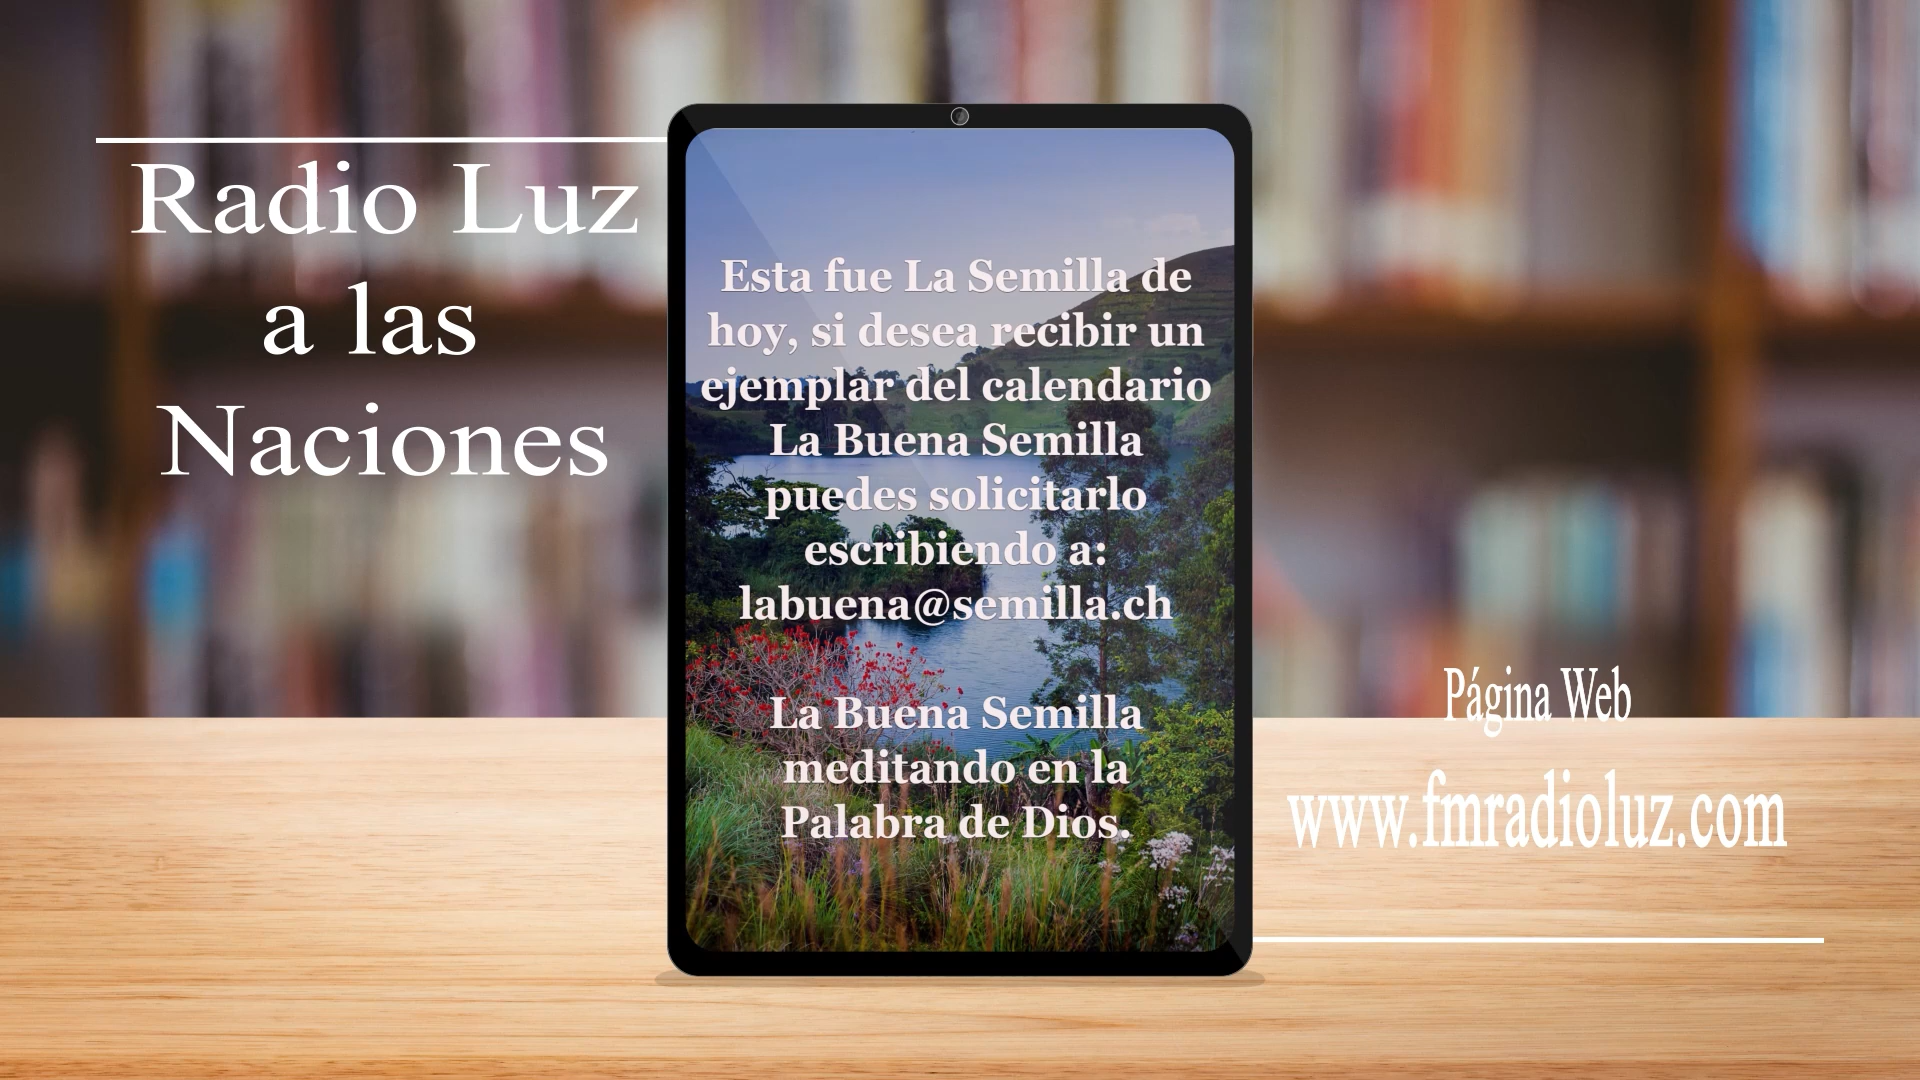 Radio Luz
a las
Naciones
Esta fue La Semilla de
hoy, si desea recibir un
ejemplar del calendario
La Buena Semilla
puedes solicitarlo
escribiendo a:
labuena@semilla.ch
La Buena Semilla
meditando en la
Palabra de Dios.
Página Web
www.fmradioluz.com